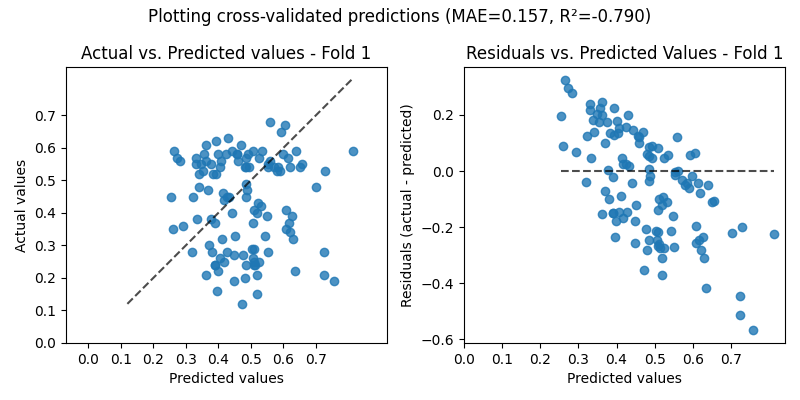 Plotting cross-validated predictions (MAE=0.157, R²=-0.790)
Actual vs. Predicted values - Fold 1
Actual values
0.7
0.6
0.5
0.4
0.3
0.2
0.1
0.0
0.0 0.1 0.2 0.3 0.4 0.5 0.6 0.7
Predicted values
Residuals vs. Predicted Values - Fold 1
Residuals (actual - predicted)
0.2
0.0
−0.2
−0.4
−0.6
0.0 0.1 0.2 0.3 0.4 0.5 0.6 0.7
Predicted values